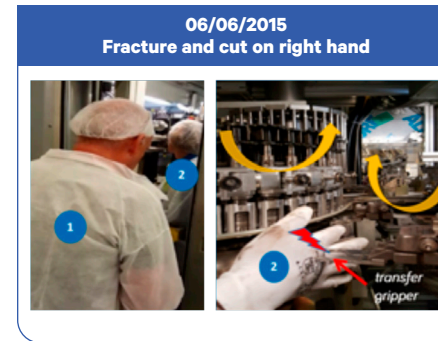 06/06/2015
Fracture and cut on right hand
1
2
2
transfer
gripper